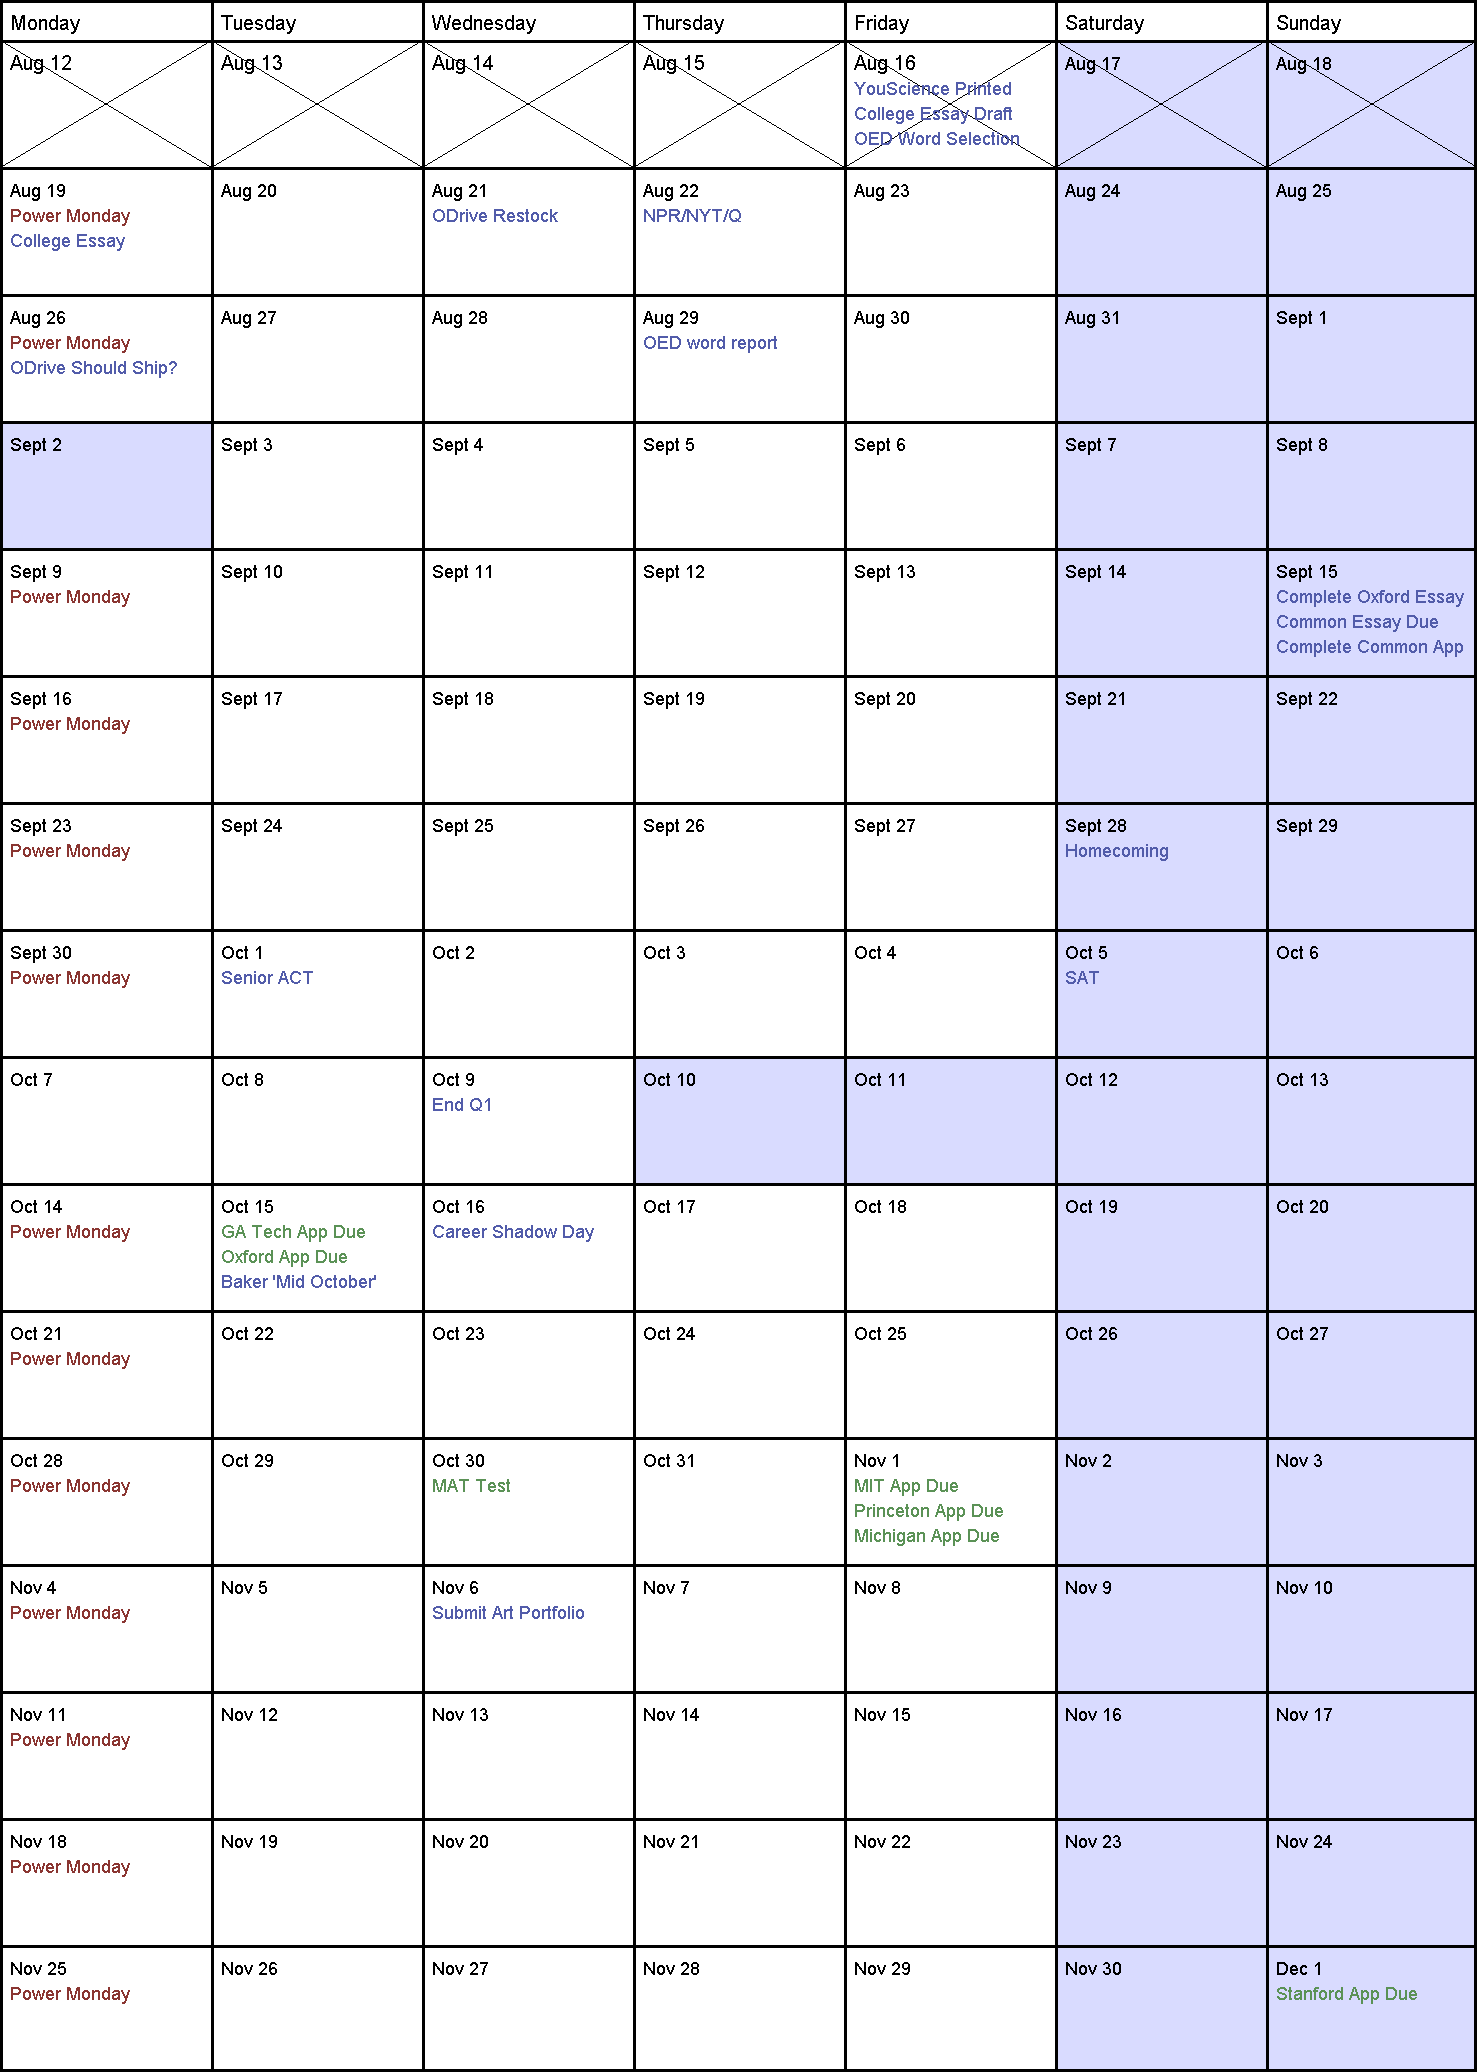 Monday Tuesday Wednesday Thursday Friday Saturday Sunday
Aug 12 Aug 13 Aug 14 Aug 15 Aug 16 Aug 17 Aug 18
YouScience Printed
College Essay Draft
OED Word Selection
Aug 19 Aug 20 Aug 21 Aug 22 Aug 23 Aug 24 Aug 25
Power Monday ODrive Restock NPR/NYT/Q
College Essay
Aug 26 Aug 27 Aug 28 Aug 29 Aug 30 Aug 31 Sept 1
Power Monday OED word report
ODrive Should Ship?
Sept 2 Sept 3 Sept 4 Sept 5 Sept 6 Sept 7 Sept 8
Sept 9 Sept 10 Sept 11 Sept 12 Sept 13 Sept 14 Sept 15
Power Monday Complete Oxford Essay
Common Essay Due
Complete Common App
Sept 16 Sept 17 Sept 18 Sept 19 Sept 20 Sept 21 Sept 22
Power Monday
Sept 23 Sept 24 Sept 25 Sept 26 Sept 27 Sept 28 Sept 29
Power Monday Homecoming
Sept 30 Oct 1 Oct 2 Oct 3 Oct 4 Oct 5 Oct 6
Power Monday Senior ACT SAT
Oct 7 Oct 8 Oct 9 Oct 10 Oct 11 Oct 12 Oct 13
End Q1
Oct 14 Oct 15 Oct 16 Oct 17 Oct 18 Oct 19 Oct 20
Power Monday GA Tech App Due Career Shadow Day
Oxford App Due
Baker 'Mid October'
Oct 21 Oct 22 Oct 23 Oct 24 Oct 25 Oct 26 Oct 27
Power Monday
Oct 28 Oct 29 Oct 30 Oct 31 Nov 1 Nov 2 Nov 3
Power Monday MAT Test MIT App Due
Princeton App Due
Michigan App Due
Nov 4 Nov 5 Nov 6 Nov 7 Nov 8 Nov 9 Nov 10
Power Monday Submit Art Portfolio
Nov 11 Nov 12 Nov 13 Nov 14 Nov 15 Nov 16 Nov 17
Power Monday
Nov 18 Nov 19 Nov 20 Nov 21 Nov 22 Nov 23 Nov 24
Power Monday
Nov 25 Nov 26 Nov 27 Nov 28 Nov 29 Nov 30 Dec 1
Power Monday Stanford App Due